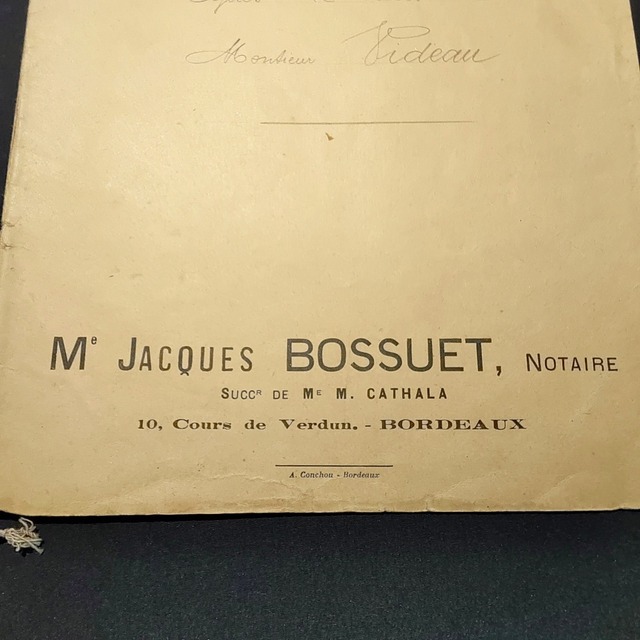 Monsieur Videau
Me JACQUES BOSSUET, NOTAIRE
SUCCR DE ME M. CATHALA
10, Cours de Verdun. - BORDEAUX
A. Conchou - Bordeaux